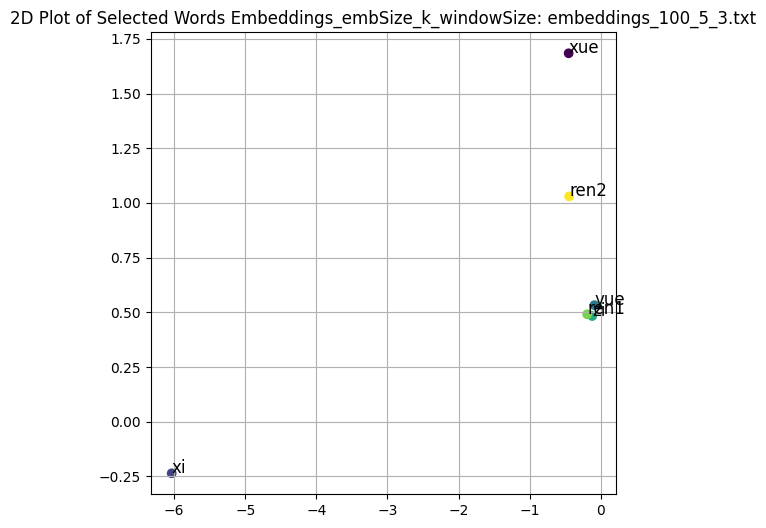 2D Plot of Selected Words Embeddings_embSize_k_windowSize: embeddings_100_5_3.txt
1.75
xue
1.50
1.25
ren2
1.00
0.75
yue
0.50
ren1
0.25
0.00
xi
−0.25
−6 −5 −4 −3 −2 −1 0